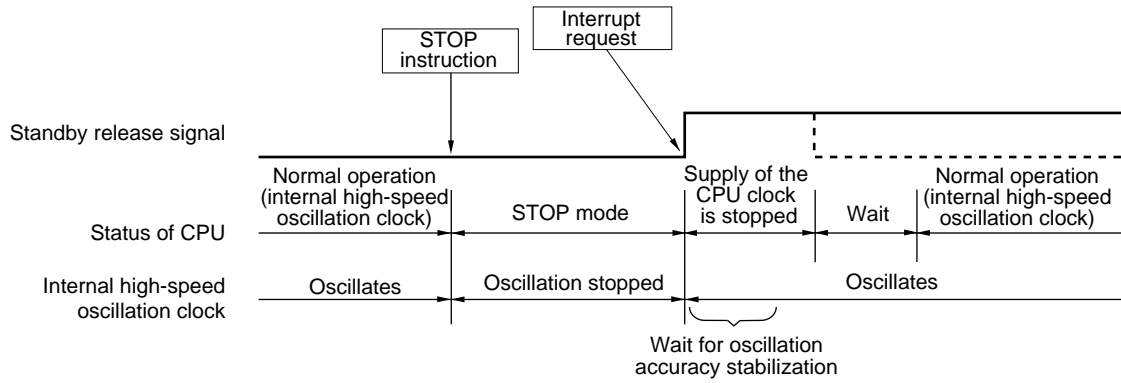 Interrupt
request
STOP
instruction
Standby release signal
Normal operation
(internal high-speed
oscillation clock)
STOP mode
Supply of the
CPU clock
is stopped
Wait
Normal operation
(internal high-speed
oscillation clock)
Status of CPU
Internal high-speed
oscillation clock
Oscillates
Oscillation stopped
Oscillates
Wait for oscillation
accuracy stabilization